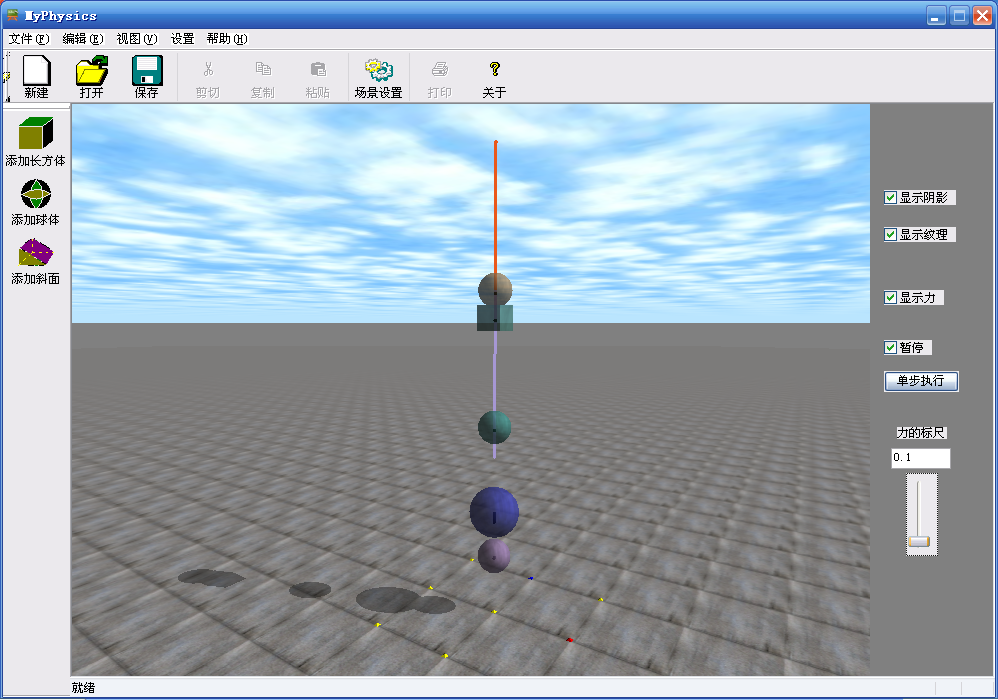 MyPhysics
文件(F) 编辑(E) 视图(V) 设置 帮助(H)
新建 打开 保存 剪切 复制 粘贴 场景设置 打印 关于
添加长方体
添加球体
添加斜面
显示阴影
显示纹理
显示力
暂停
单步执行
力的标尺
0.1
就绪